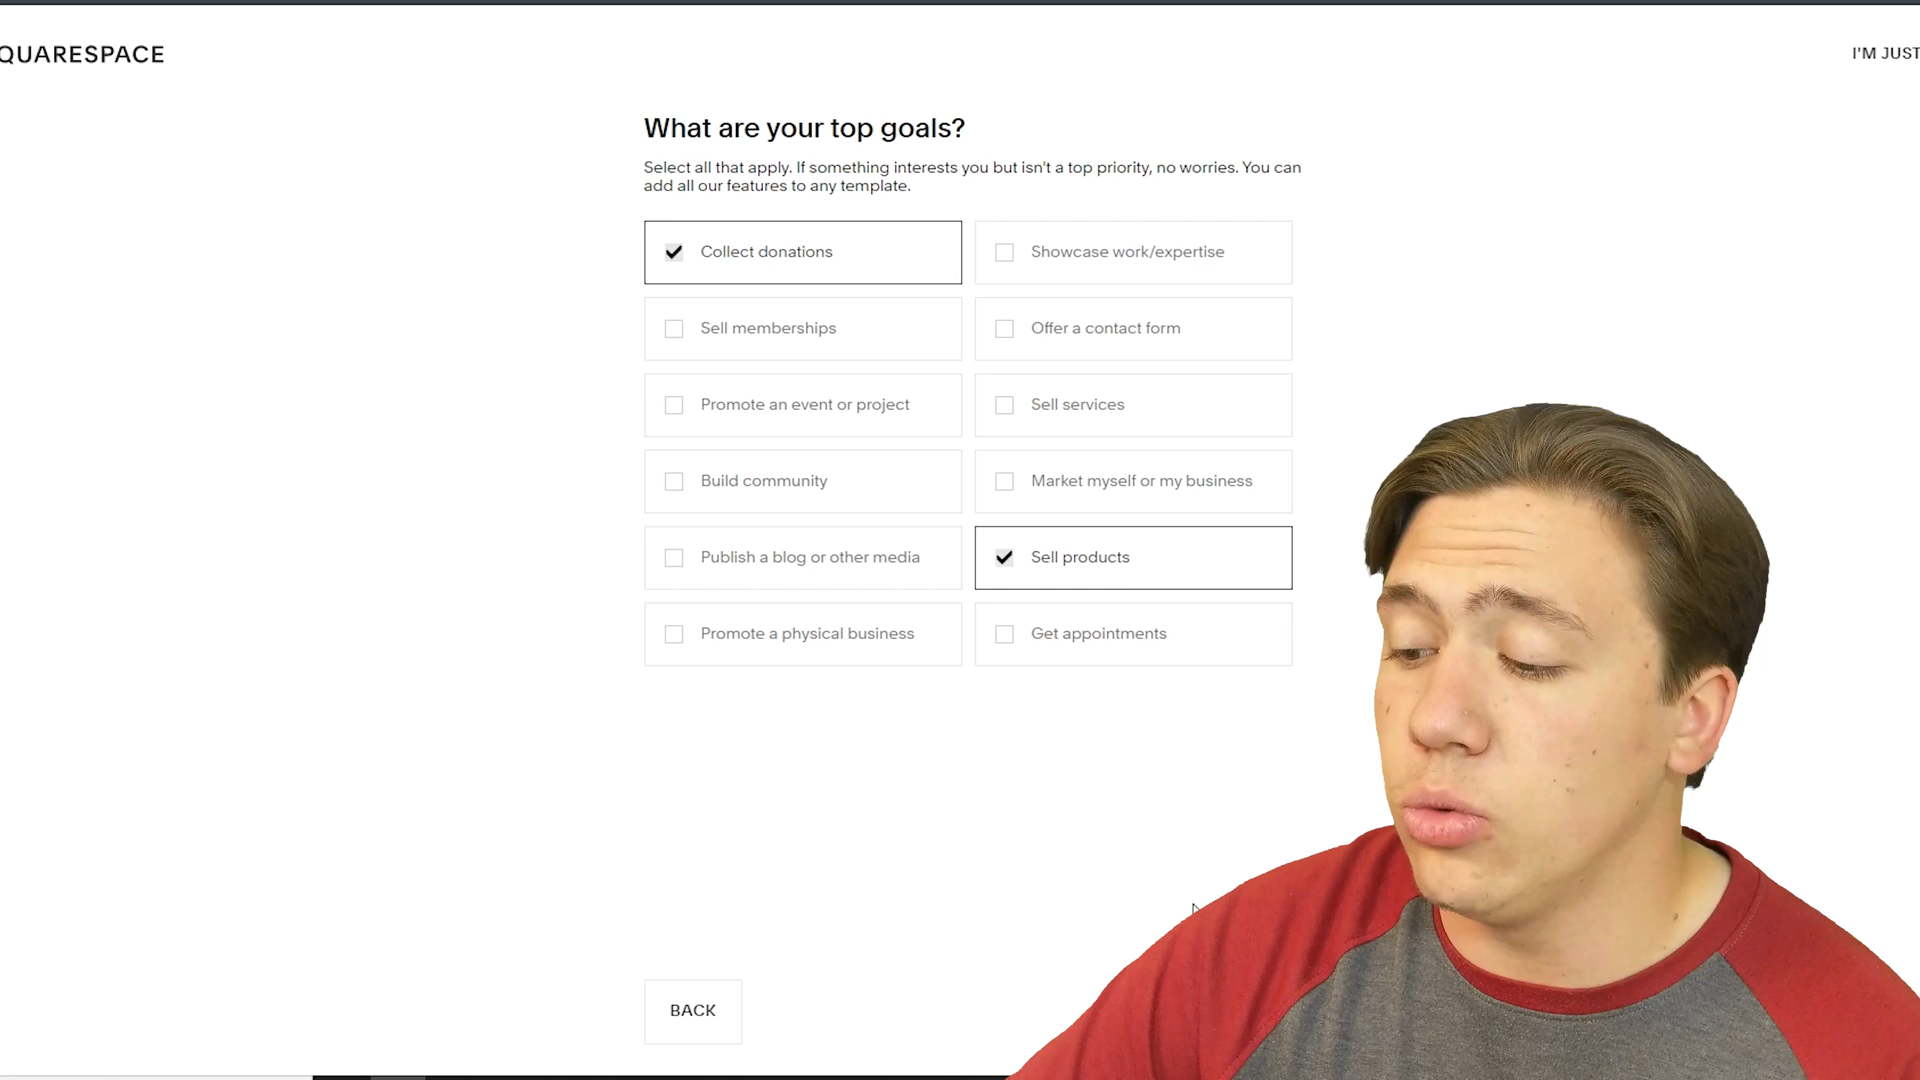 QUARESPACE
I'M JUST
What are your top goals?
Select all that apply. If something interests you but isn't a top priority, no worries. You can
add all our features to any template.
Collect donations
Showcase work/expertise
Sell memberships
Offer a contact form
Promote an event or project
Sell services
Build community
Market myself or my business
Publish a blog or other media
Sell products
Promote a physical business
Get appointments
BACK